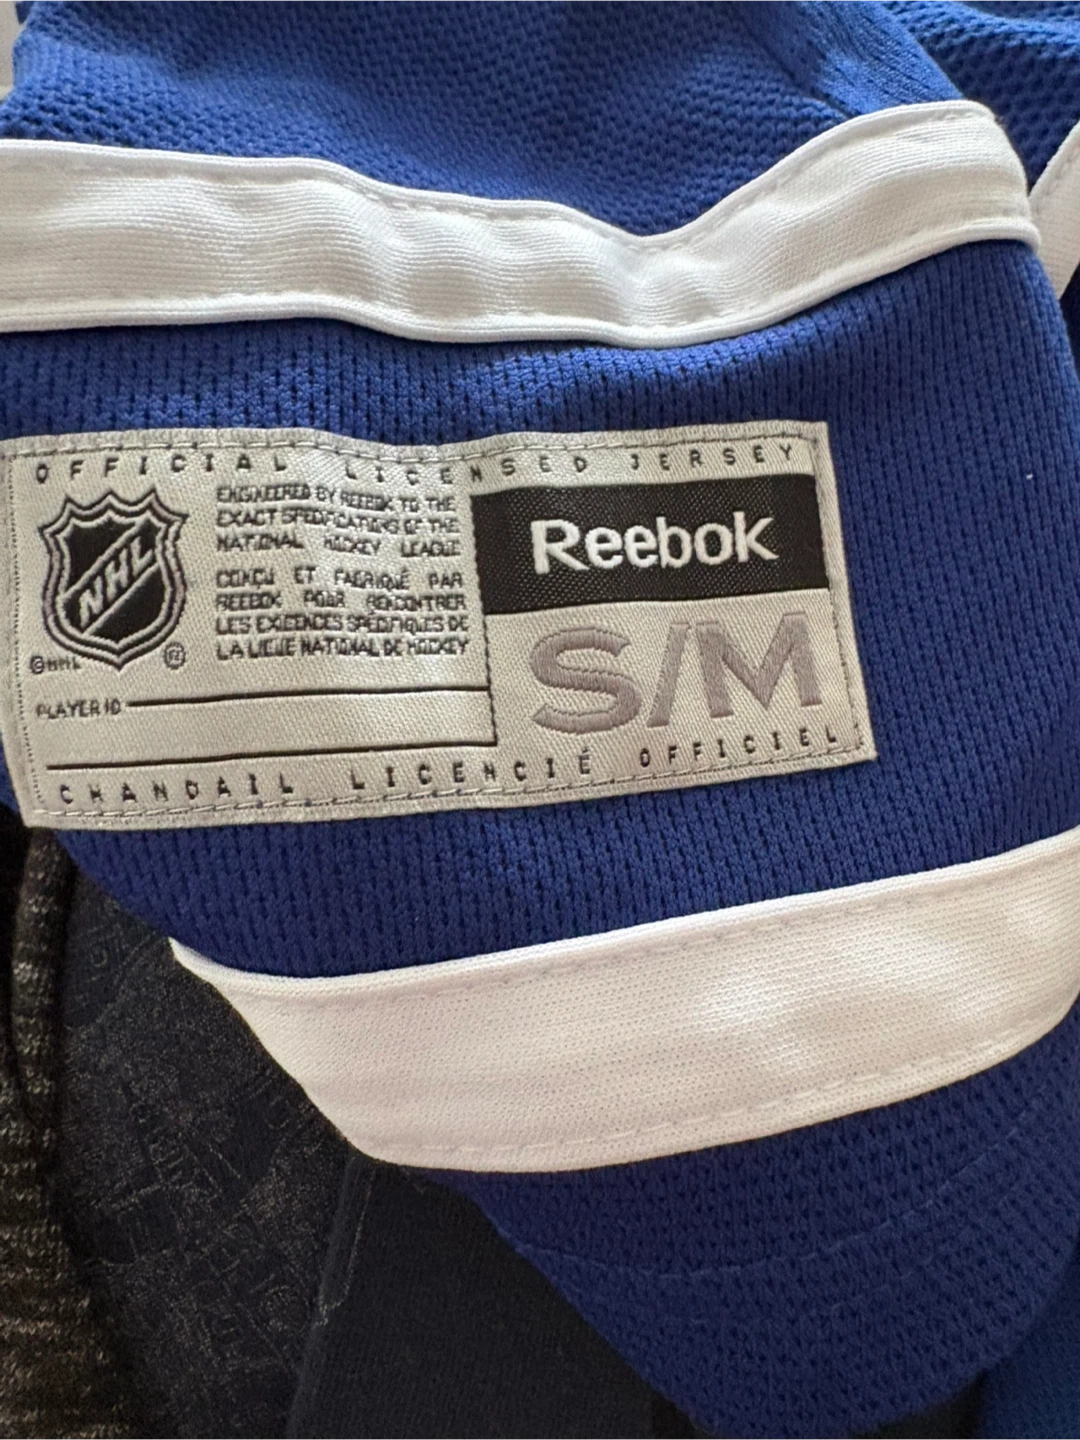 OFFICIAL LICENSED JERSEY
NHL
ENGINEERED BY REEBOK TO THE
EXACT SPECIFICATIONS OF THE
NATIONAL HOCKEY LEAGUE
CONÇU ET FABRIQUÉ PAR
REEBOK POUR RENCONTRER
LES EXIGENCES SPÉCIFIQUES DE
LA LIGUE NATIONAL DE HOCKEY
©NHL
PLAYER ID
Reebok
S/M
CHANDAIL LICENCIÉ OFFICIEL